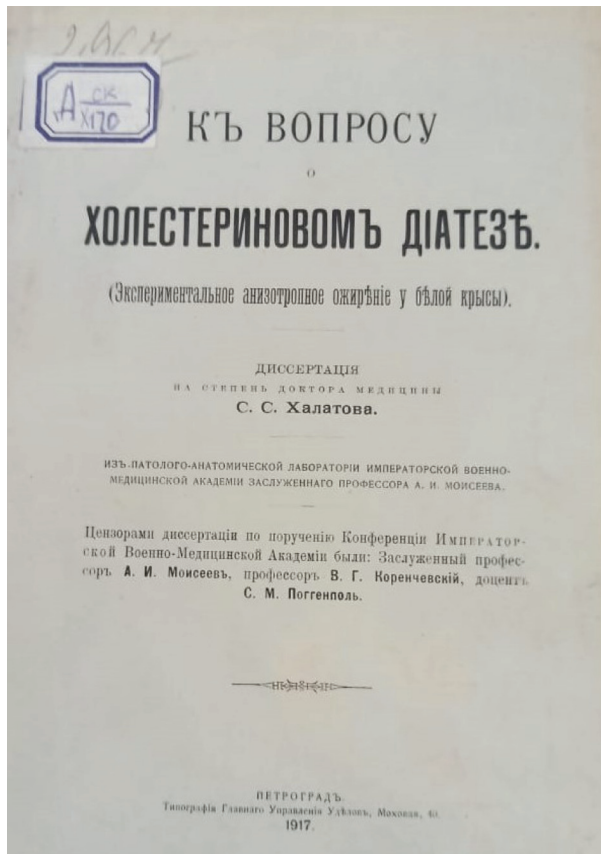 Д ск
х170
КЪ ВОПРОСУ
О
ХОЛЕСТЕРИНОВОМЪ ДІАТЕЗѢ.
(Экспериментальное анизотропное ожирѣніе у бѣлой крысы).
ДИССЕРТАЦІЯ
НА СТЕПЕНЬ ДОКТОРА МЕДИЦИНЫ
С. С. Халатова.
ИЗЪ ПАТОЛОГО-АНАТОМИЧЕСКОЙ ЛАБОРАТОРІИ ИМПЕРАТОРСКОЙ ВОЕННО-
МЕДИЦИНСКОЙ АКАДЕМІИ ЗАСЛУЖЕННАГО ПРОФЕССОРА А. И. МОИСЕЕВА.
Цензорами диссертаціи по порученію Конференціи Император-
ской Военно-Медицинской Академіи были: Заслуженный профес-
соръ А. И. Моисеевъ, профессоръ В. Г. Коренчевскій, доцентъ
С. М. Поггенполь.
ПЕТРОГРАДЪ.
Типографія Главнаго Управленія Удѣловъ, Моховая,
1917.